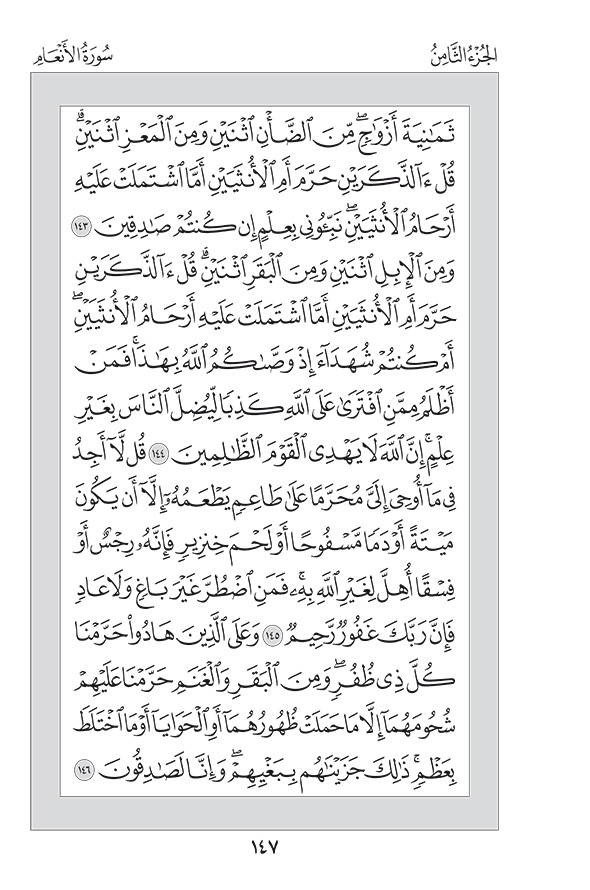 الجُزْءُ الثَّامِنُ
سُورَةُ الأَنْعَامِ
ثَمَٰنِيَةَ أَزْوَٰجٍۖ مِّنَ ٱلضَّأْنِ ٱثْنَيْنِ وَمِنَ ٱلْمَعْزِ ٱثْنَيْنِۗ
قُلْ ءَآلذَّكَرَيْنِ حَرَّمَ أَمِ ٱلْأُنثَيَيْنِ أَمَّا ٱشْتَمَلَتْ عَلَيْهِ
أَرْحَامُ ٱلْأُنثَيَيْنِۖ نَبِّـُٔونِي بِعِلْمٍ إِن كُنتُمْ صَٰدِقِينَ ١٤٣
وَمِنَ ٱلْإِبِلِ ٱثْنَيْنِ وَمِنَ ٱلْبَقَرِ ٱثْنَيْنِۗ قُلْ ءَآلذَّكَرَيْنِ
حَرَّمَ أَمِ ٱلْأُنثَيَيْنِ أَمَّا ٱشْتَمَلَتْ عَلَيْهِ أَرْحَامُ ٱلْأُنثَيَيْنِۖ
أَمْ كُنتُمْ شُهَدَآءَ إِذْ وَصَّىٰكُمُ ٱللَّهُ بِهَٰذَاۚ فَمَنْ
أَظْلَمُ مِمَّنِ ٱفْتَرَىٰ عَلَى ٱللَّهِ كَذِبًا لِّيُضِلَّ ٱلنَّاسَ بِغَيْرِ
عِلْمٍۚ إِنَّ ٱللَّهَ لَا يَهْدِى ٱلْقَوْمَ ٱلظَّٰلِمِينَ ١٤٤ قُل لَّآ أَجِدُ
فِى مَآ أُوحِىَ إِلَىَّ مُحَرَّمًا عَلَىٰ طَاعِمٍ يَطْعَمُهُۥٓ إِلَّآ أَن يَكُونَ
مَيْتَةً أَوْ دَمًا مَّسْفُوحًا أَوْ لَحْمَ خِنزِيرٍ فَإِنَّهُۥ رِجْسٌ أَوْ
فِسْقًا أُهِلَّ لِغَيْرِ ٱللَّهِ بِهِۦۚ فَمَنِ ٱضْطُرَّ غَيْرَ بَاغٍ وَلَا عَادٍ
فَإِنَّ رَبَّكَ غَفُورٌ رَّحِيمٌ ١٤٥ وَعَلَى ٱلَّذِينَ هَادُوا۟ حَرَّمْنَا
كُلَّ ذِى ظُفُرٍۖ وَمِنَ ٱلْبَقَرِ وَٱلْغَنَمِ حَرَّمْنَا عَلَيْهِمْ
شُحُومَهُمَآ إِلَّا مَا حَمَلَتْ ظُهُورُهُمَآ أَوِ ٱلْحَوَايَآ أَوْ مَا ٱخْتَلَطَ
بِعَظْمٍۚ ذَٰلِكَ جَزَيْنَٰهُم بِبَغْيِهِمْۖ وَإِنَّا لَصَٰدِقُونَ ١٤٦
١٤٧